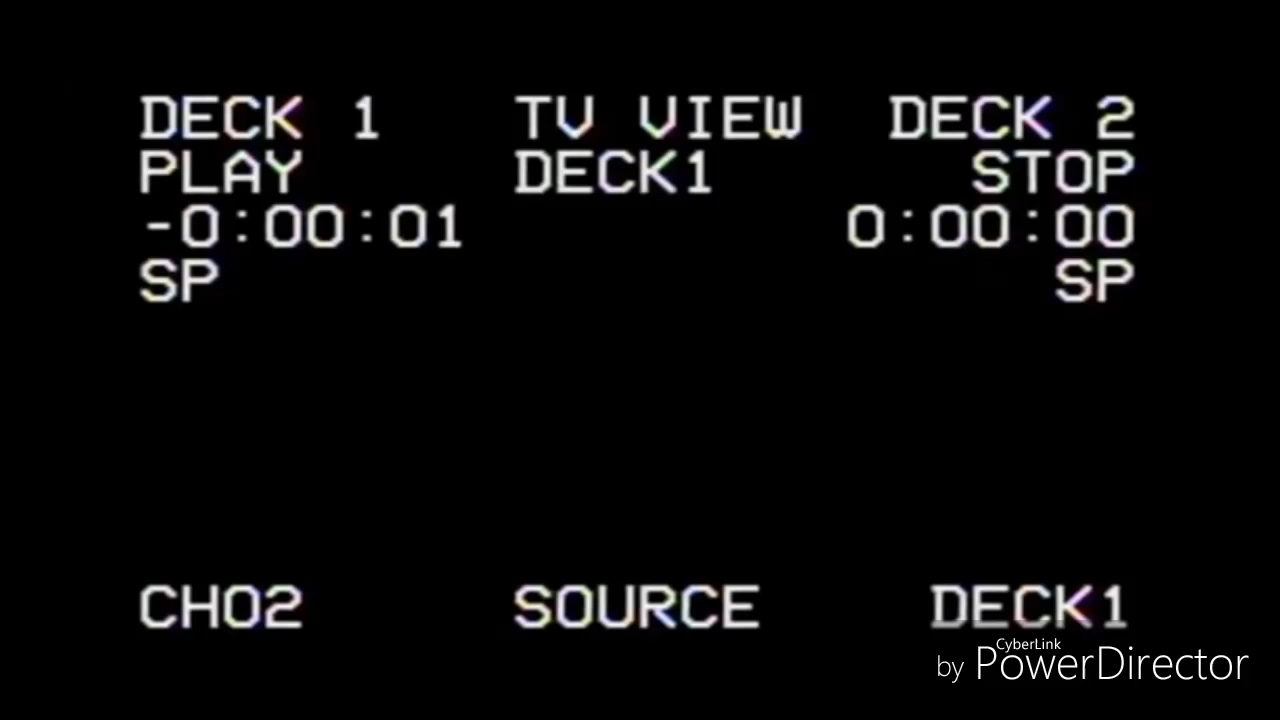 DECK 1 TV VIEW DECK 2
PLAY DECK1 STOP
-0:00:01 0:00:00
SP SP
CH02 SOURCE DECK1
CyberLink
by PowerDirector